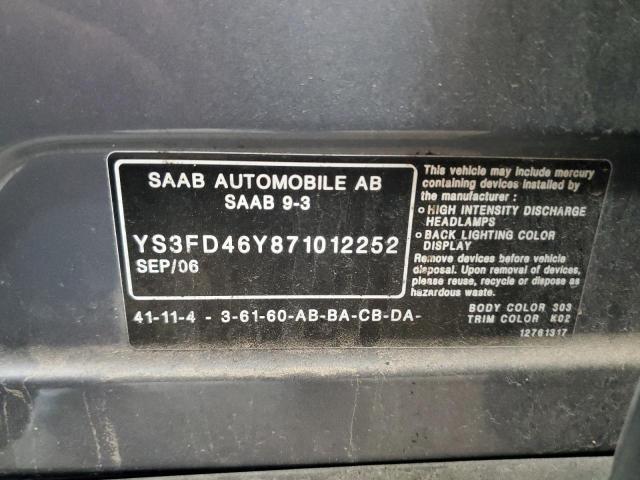 SAAB AUTOMOBILE AB
SAAB 9-3
YS3FD46Y871012252
SEP/06
41-11-4 - 3-61-60-AB-BA-CB-DA-
This vehicle may include mercury
containing devices installed by
the manufacturer :
o HIGH INTENSITY DISCHARGE
HEADLAMPS
o BACK LIGHTING COLOR
DISPLAY
Remove devices before vehicle
disposal. Upon removal of devices,
please reuse, recycle or dispose as
hazardous waste.
BODY COLOR 303
TRIM COLOR K02
12761317